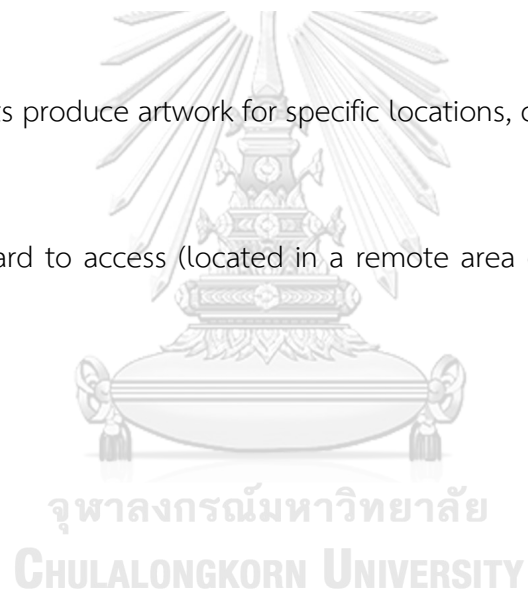 ts produce artwork for specific locations, o
ard to access (located in a remote area
จุฬาลงกรณ์มหาวิทยาลัย
CHULALONGKORN UNIVERSITY